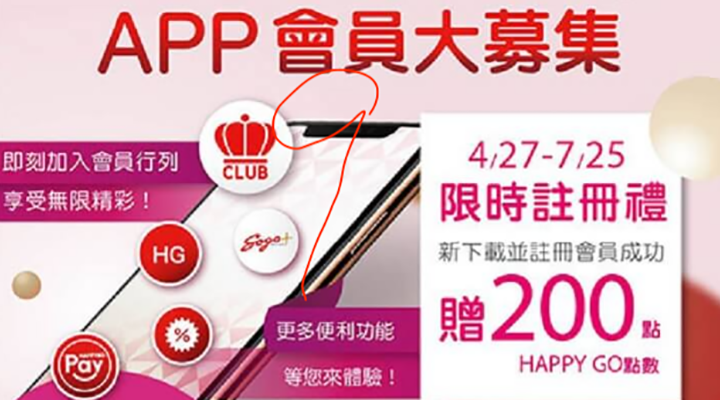 APP 會員大募集
即刻加入會員行列
享受無限精彩！
CLUB
HG
Sogo+
%
Pay
更多便利功能
等您來體驗！
4/27-7/25
限時註冊禮
新下載並註冊會員成功
贈200點
HAPPY GO點數